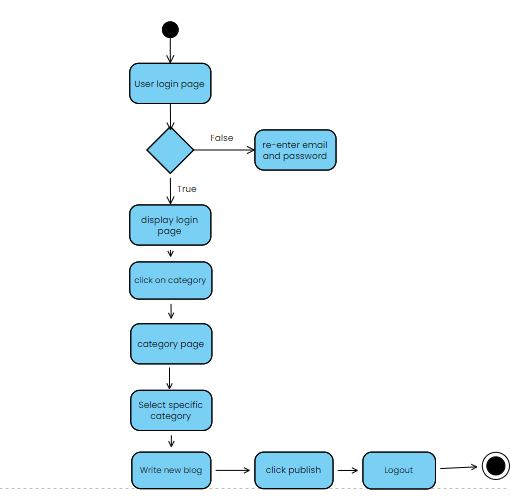 User login page
False
re-enter email
and password
True
display login
page
click on category
category page
Select specific
category
Write new blog
click publish
Logout